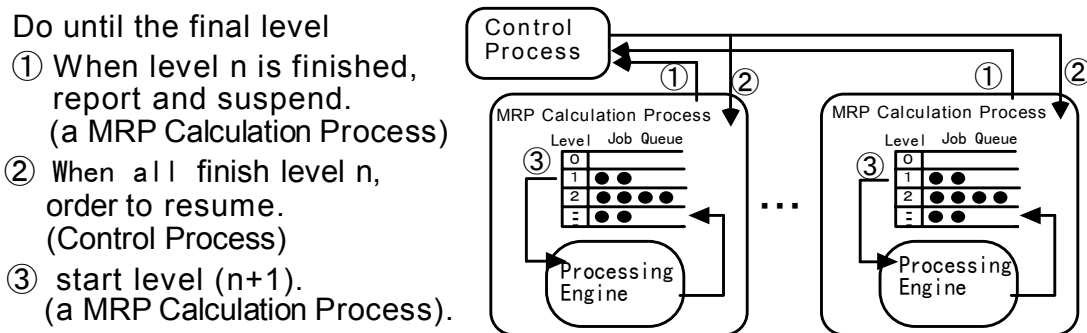 Do until the final level
① When level n is finished,
report and suspend.
(a MRP Calculation Process)
② When all finish level n,
order to resume.
(Control Process)
③ start level (n+1).
(a MRP Calculation Process).
Control
Process
① ② ① ②
MRP Calculation Process
Level Job Queue
③
0
1
2
Processing
Engine
...
MRP Calculation Process
Level Job Queue
③
0
1
2
Processing
Engine